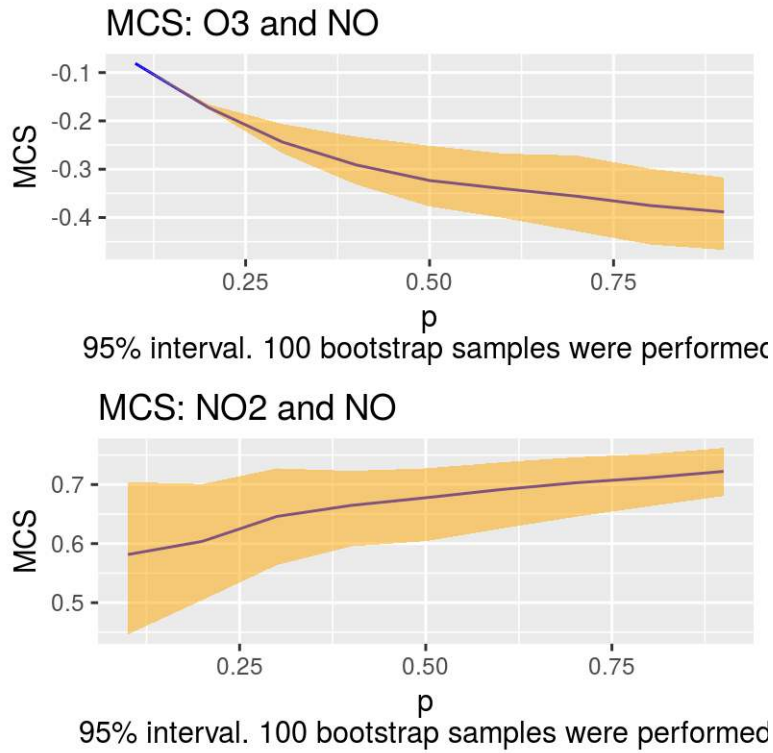 MCS: O3 and NO
MCS
-0.1
-0.2
-0.3
-0.4
0.25 0.50 0.75
p
95% interval. 100 bootstrap samples were performed
MCS: NO2 and NO
MCS
0.7
0.6
0.5
0.25 0.50 0.75
p
95% interval. 100 bootstrap samples were performed